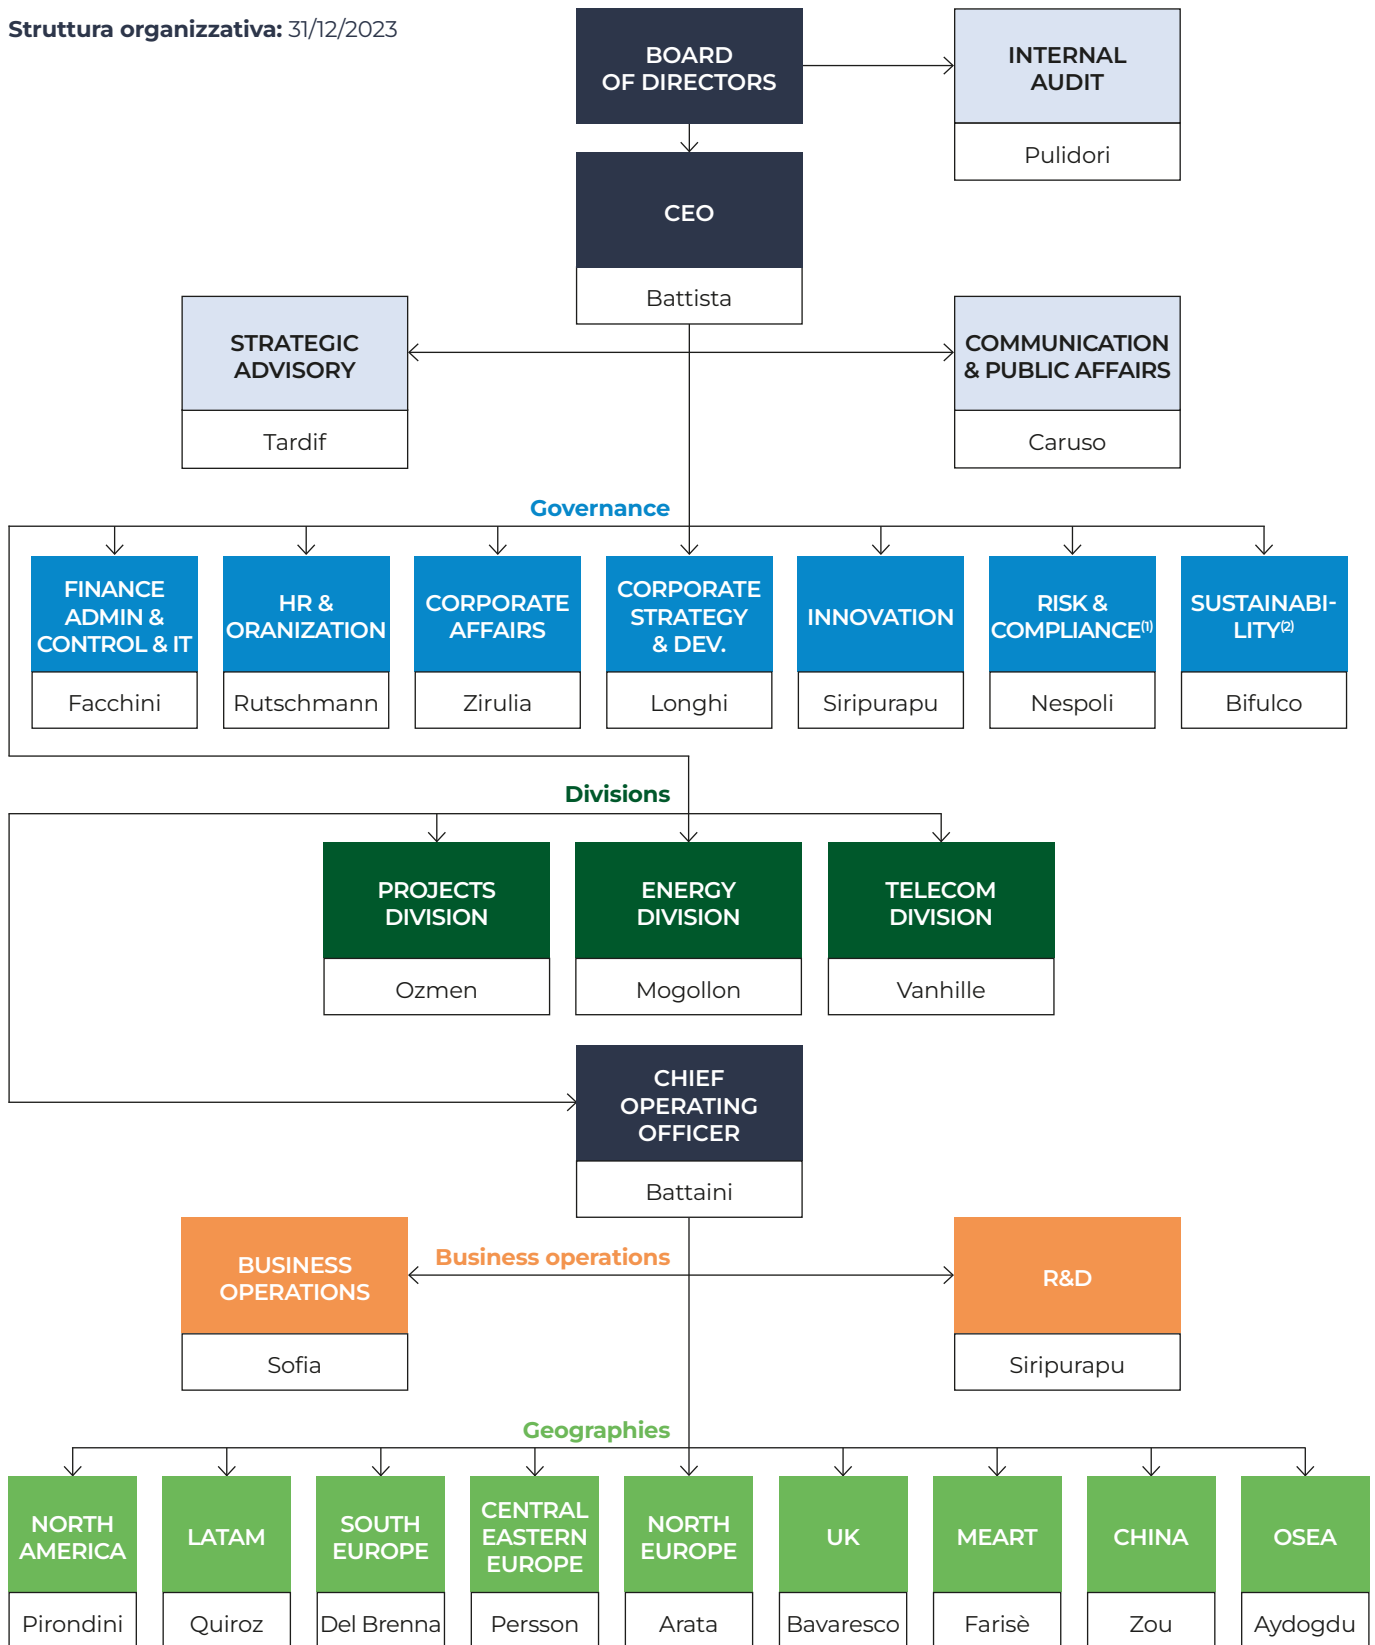 Struttura organizzativa: 31/12/2023
BOARD
OF DIRECTORS
INTERNAL
AUDIT
Pulidori
CEO
Battista
STRATEGIC
ADVISORY
Tardif
COMMUNICATION
& PUBLIC AFFAIRS
Caruso
Governance
FINANCE
ADMIN &
CONTROL & IT
Facchini
HR &
ORANIZATION
Rutschmann
CORPORATE
AFFAIRS
Zirulia
CORPORATE
STRATEGY
& DEV.
Longhi
INNOVATION
Siripurapu
RISK &
COMPLIANCE(1)
Nespoli
SUSTAINABI-
LITY(2)
Bifulco
Divisions
PROJECTS
DIVISION
Ozmen
ENERGY
DIVISION
Mogollon
TELECOM
DIVISION
Vanhille
CHIEF
OPERATING
OFFICER
Battaini
Business operations
BUSINESS
OPERATIONS
Sofia
R&D
Siripurapu
Geographies
NORTH
AMERICA
Pirondini
LATAM
Quiroz
SOUTH
EUROPE
Del Brenna
CENTRAL
EASTERN
EUROPE
Persson
NORTH
EUROPE
Arata
UK
Bavaresco
MEART
Farisè
CHINA
Zou
OSEA
Aydogdu